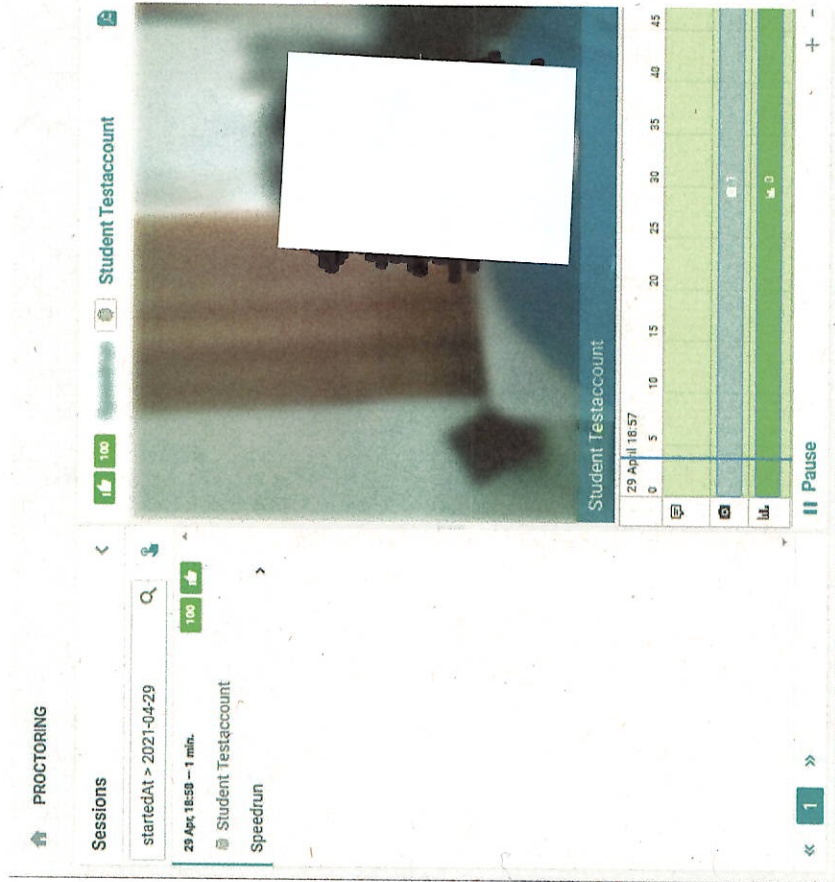 PROCTORING
Sessions
startedAt > 2021-04-29
29 Apr, 18:58 – 1 min.
100
Student Testaccount
Speedrun
« 1 »
100
Student Testaccount
Student Testaccount
29 April 18:57
0 5 10 15 20 25 30 35 40 45
1
0
Pause
+ -